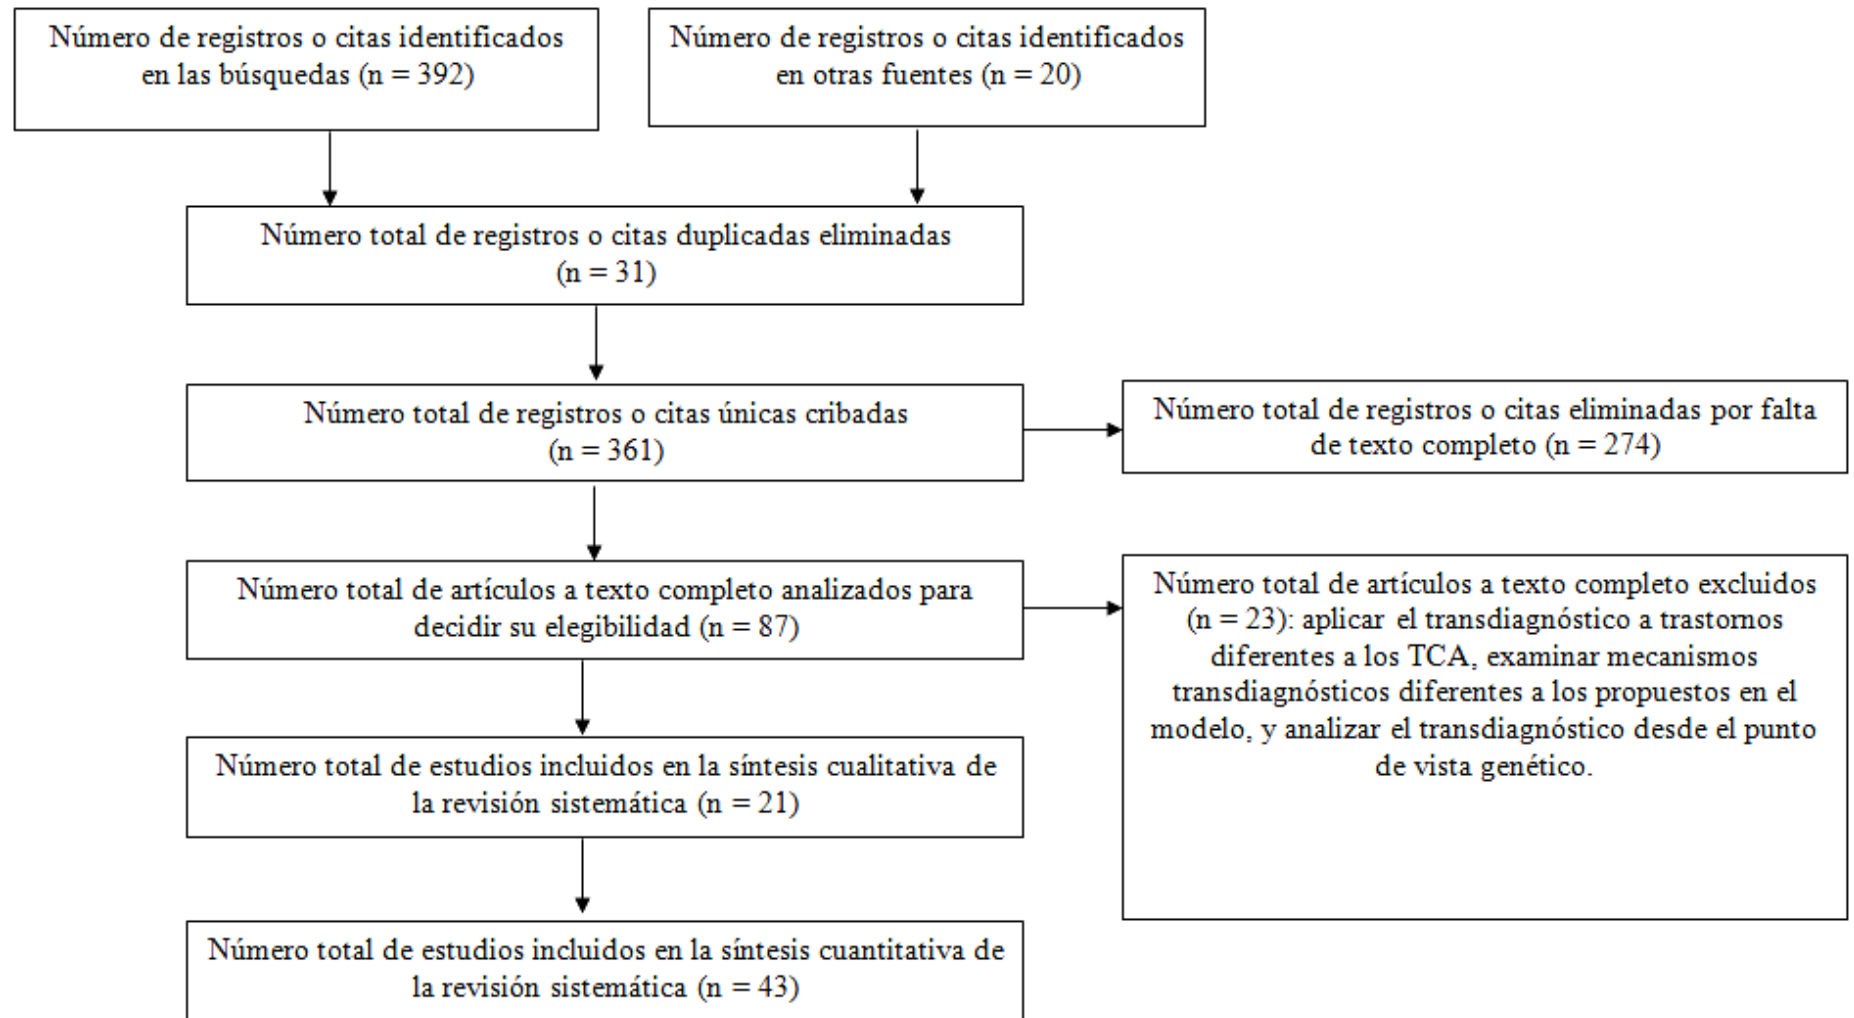 Número de registros o citas identificados
en las búsquedas (n = 392)
Número de registros o citas identificados
en otras fuentes (n = 20)
Número total de registros o citas duplicadas eliminadas
(n = 31)
Número total de registros o citas únicas cribadas
(n = 361)
Número total de registros o citas eliminadas por falta
de texto completo (n = 274)
Número total de artículos a texto completo analizados para
decidir su elegibilidad (n = 87)
Número total de artículos a texto completo excluidos
(n = 23): aplicar el transdiagnóstico a trastornos
diferentes a los TCA, examinar mecanismos
transdiagnósticos diferentes a los propuestos en el
modelo, y analizar el transdiagnóstico desde el punto
de vista genético.
Número total de estudios incluidos en la síntesis cualitativa de
la revisión sistemática (n = 21)
Número total de estudios incluidos en la síntesis cuantitativa de
la revisión sistemática (n = 43)